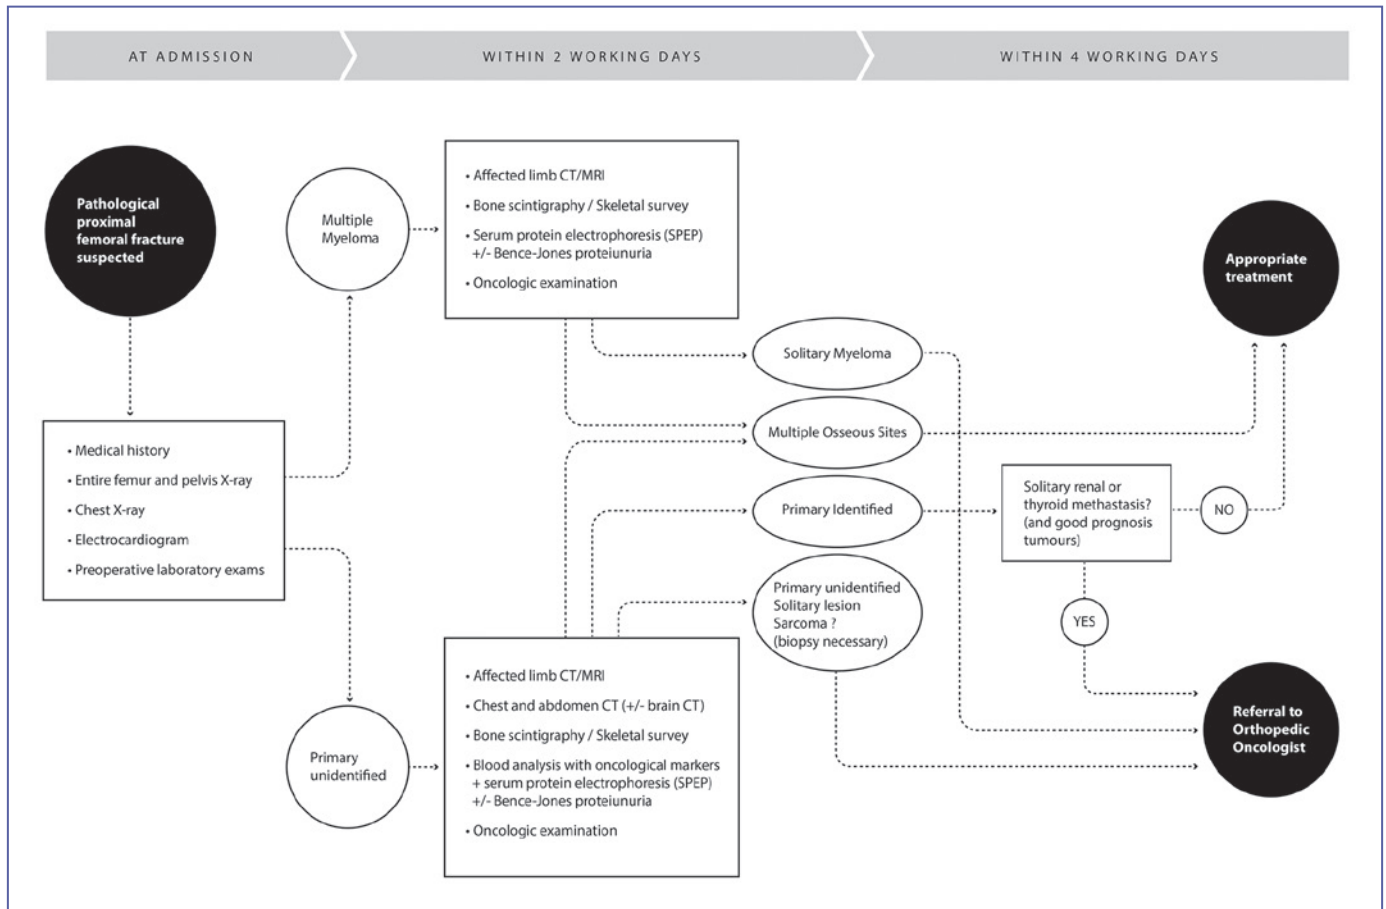 AT ADMISSION
WITHIN 2 WORKING DAYS
WITHIN 4 WORKING DAYS
Pathological
proximal
femoral fracture
suspected
• Medical history
• Entire femur and pelvis X-ray
• Chest X-ray
• Electrocardiogram
• Preoperative laboratory exams
Multiple
Myeloma
• Affected limb CT/MRI
• Bone scintigraphy / Skeletal survey
• Serum protein electrophoresis (SPEP)
+/- Bence-Jones proteiunuria
• Oncologic examination
Primary
unidentified
• Affected limb CT/MRI
• Chest and abdomen CT (+/- brain CT)
• Bone scintigraphy / Skeletal survey
• Blood analysis with oncological markers
+ serum protein electrophoresis (SPEP)
+/- Bence-Jones proteiunuria
• Oncologic examination
Solitary Myeloma
Multiple Osseous Sites
Primary Identified
Primary unidentified
Solitary lesion
Sarcoma ?
(biopsy necessary)
Solitary renal or
thyroid methastasis?
(and good prognosis
tumours)
NO
YES
Appropriate
treatment
Referral to
Orthopedic
Oncologist